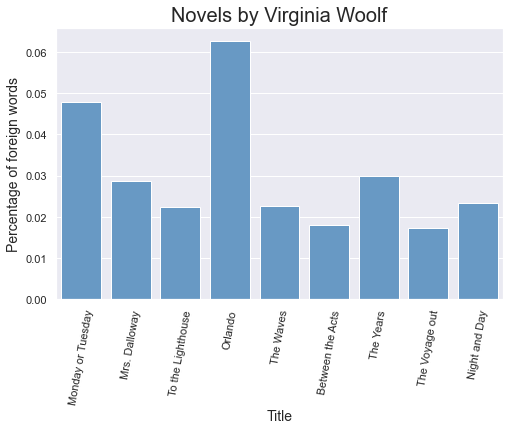 Novels by Virginia Woolf
Percentage of foreign words
0.06
0.05
0.04
0.03
0.02
0.01
0.00
Monday or Tuesday
Mrs. Dalloway
To the Lighthouse
Orlando
The Waves
Between the Acts
The Years
The Voyage out
Night and Day
Title